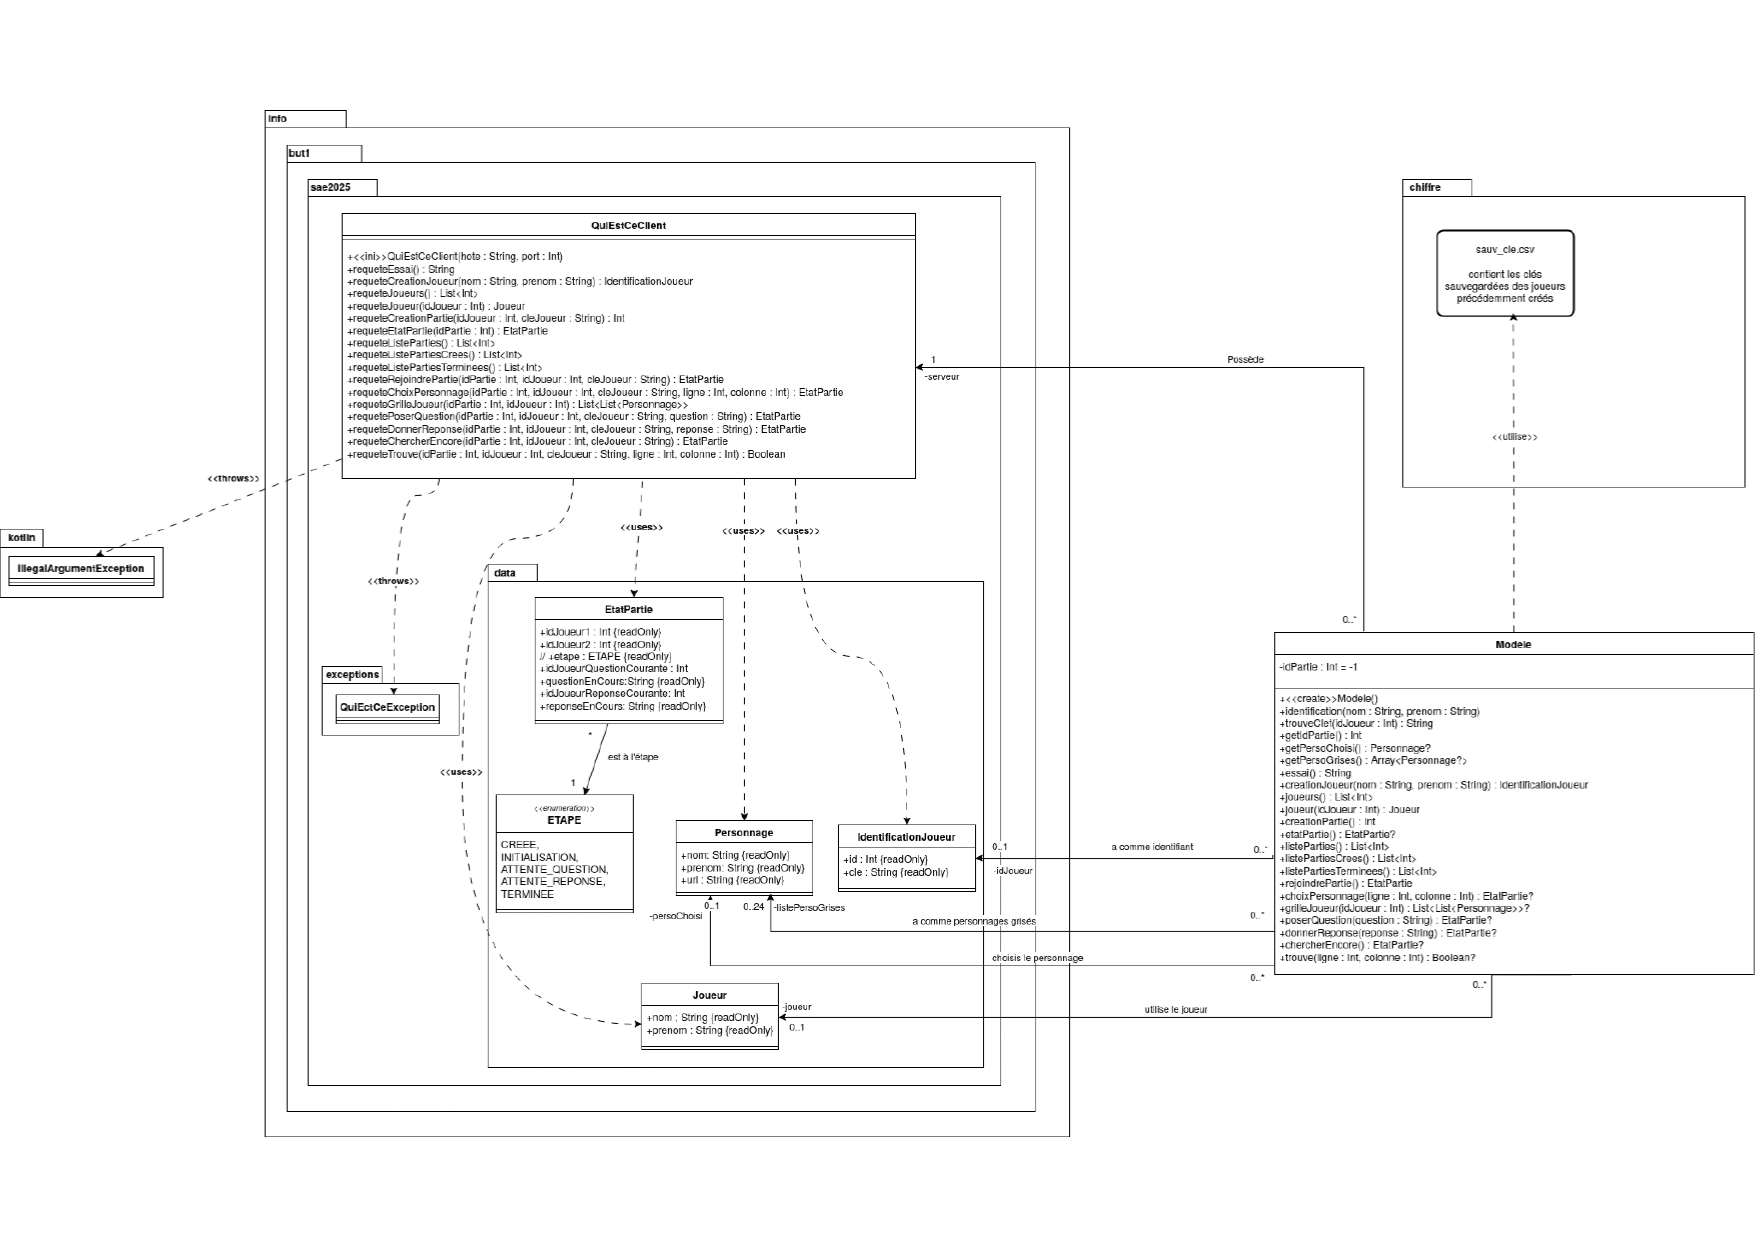 info
but1
sae2025
QuiEstCeClient
+<<ini>>QuiEstCeClient(hote : String, port : Int)
+requeteEssai() : String
+requeteCreationJoueur(nom : String, prenom : String) : IdentificationJoueur
+requeteJoueurs() : List<Int>
+requeteJoueur(idJoueur : Int) : Joueur
+requeteCreationPartie(idJoueur : Int, cleJoueur : String) : Int
+requeteEtatPartie(idPartie : Int) : EtatPartie
+requeteListeParties() : List<Int>
+requeteListePartiesCrees() : List<Int>
+requeteListePartiesTerminees() : List<Int>
+requeteRejoindrePartie(idPartie : Int, idJoueur : Int, cleJoueur : String) : EtatPartie
+requeteChoixPersonnage(idPartie : Int, idJoueur : Int, cleJoueur : String, ligne : Int, colonne : Int) : EtatPartie
+requeteGrilleJoueur(idPartie : Int, idJoueur : Int) : List<List<Personnage>>
+requetePoserQuestion(idPartie : Int, idJoueur : Int, cleJoueur : String, question : String) : EtatPartie
+requeteDonnerReponse(idPartie : Int, idJoueur : Int, cleJoueur : String, reponse : String) : EtatPartie
+requeteChercherEncore(idPartie : Int, idJoueur : Int, cleJoueur : String) : EtatPartie
+requeteTrouve(idPartie : Int, idJoueur : Int, cleJoueur : String, ligne : Int, colonne : Int) : Boolean
chiffre
sauv_cle.csv
contient les clés
sauvegardées des joueurs
précédemment créés
<<utilise>>
1
-serveur
Possède
0..*
<<throws>>
kotlin
IllegalArgumentException
<<throws>>
<<uses>>
<<uses>>
<<uses>>
<<uses>>
exceptions
QuiEctCeException
data
EtatPartie
+idJoueur1 : Int {readOnly}
+idJoueur2 : Int {readOnly}
// +etape : ETAPE {readOnly}
+idJoueurQuestionCourante : Int
+questionEnCours:String {readOnly}
+idJoueurReponseCourante: Int
+reponseEnCours: String {readOnly}
*
est à l'étape
1
<<enumeration>>
ETAPE
CREEE,
INITIALISATION,
ATTENTE_QUESTION,
ATTENTE_REPONSE,
TERMINEE
Personnage
+nom: String {readOnly}
+prenom: String {readOnly}
+url : String {readOnly}
IdentificationJoueur
+id : Int {readOnly}
+cle : String {readOnly}
0..1
-idJoueur
a comme identifiant
0..*
0..1
-persoChoisi
0..24
-listePersoGrises
a comme personnages grisés
0..*
choisis le personnage
0..*
Joueur
+nom : String {readOnly}
+prenom : String {readOnly}
-joueur
0..1
utilise le joueur
0..*
Modele
-idPartie : Int = -1
+<<create>>Modele()
+identification(nom : String, prenom : String)
+trouveClef(idJoueur : Int) : String
+getIdPartie() : Int
+getPersoChoisi() : Personnage?
+getPersoGrises() : Array<Personnage?>
+essai() : String
+creationJoueur(nom : String, prenom : String) : IdentificationJoueur
+joueurs() : List<Int>
+joueur(idJoueur : Int) : Joueur
+creationPartie() : Int
+etatPartie() : EtatPartie?
+listeParties() : List<Int>
+listePartiesCrees() : List<Int>
+listePartiesTerminees() : List<Int>
+rejoindrePartie() : EtatPartie
+choixPersonnage(ligne : Int, colonne : Int) : EtatPartie?
+grilleJoueur(idJoueur : Int) : List<List<Personnage>>?
+poserQuestion(question : String) : EtatPartie?
+donnerReponse(reponse : String) : EtatPartie?
+chercherEncore() : EtatPartie?
+trouve(ligne : Int, colonne : Int) : Boolean?